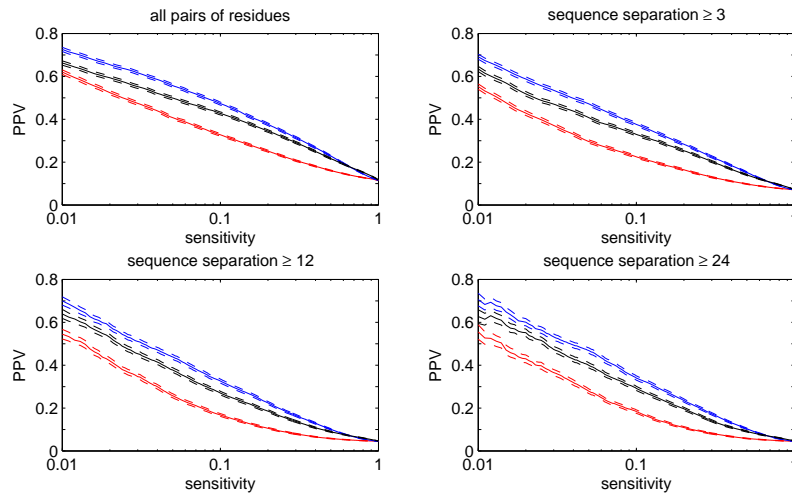 all pairs of residues
0.8
0.6
0.4
0.2
0
PPV
0.01
0.1
1
sensitivity
sequence separation ≥ 3
0.8
0.6
0.4
0.2
0
PPV
0.01
0.1
1
sensitivity
sequence separation ≥ 12
0.8
0.6
0.4
0.2
0
PPV
0.01
0.1
1
sensitivity
sequence separation ≥ 24
0.8
0.6
0.4
0.2
0
PPV
0.01
0.1
1
sensitivity